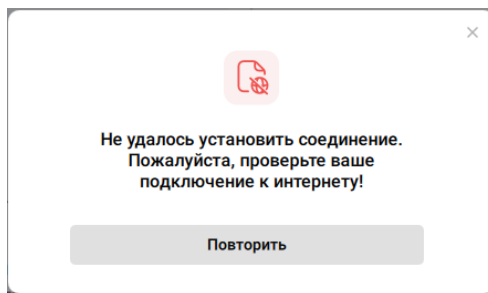 Не удалось установить соединение.
Пожалуйста, проверьте ваше
подключение к интернету!
Повторить